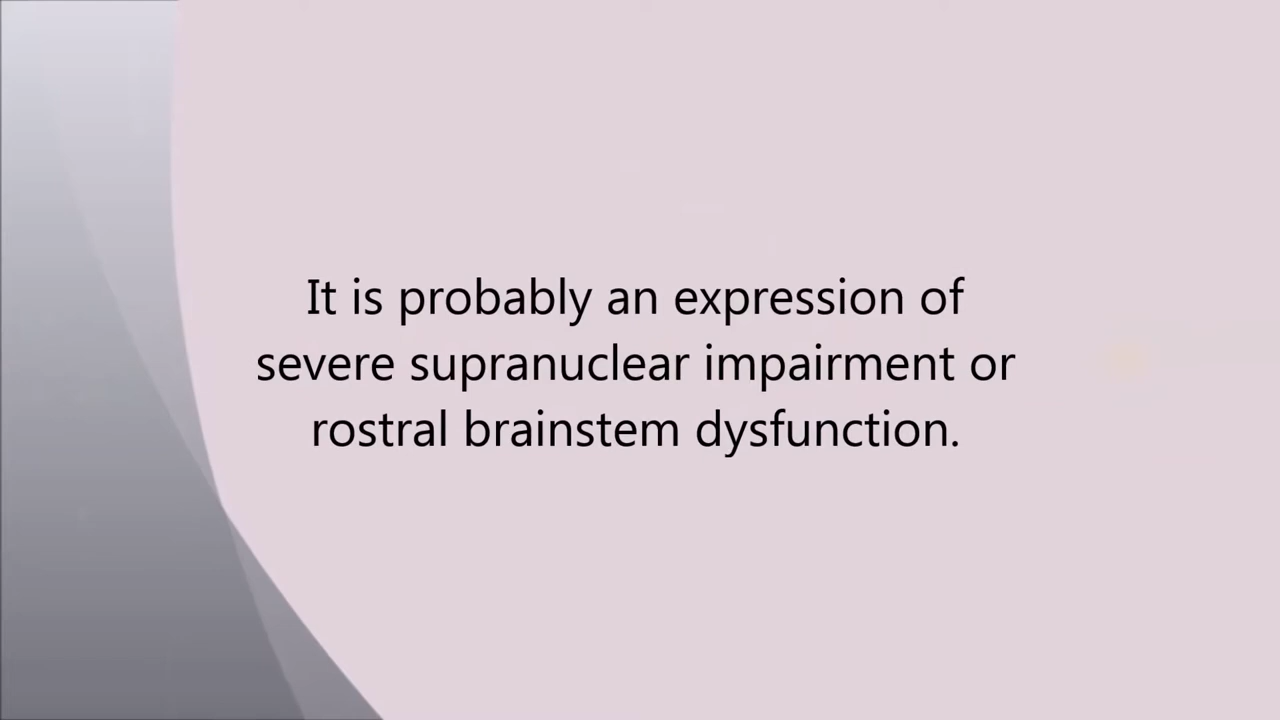 It is probably an expression of
severe supranuclear impairment or
rostral brainstem dysfunction.